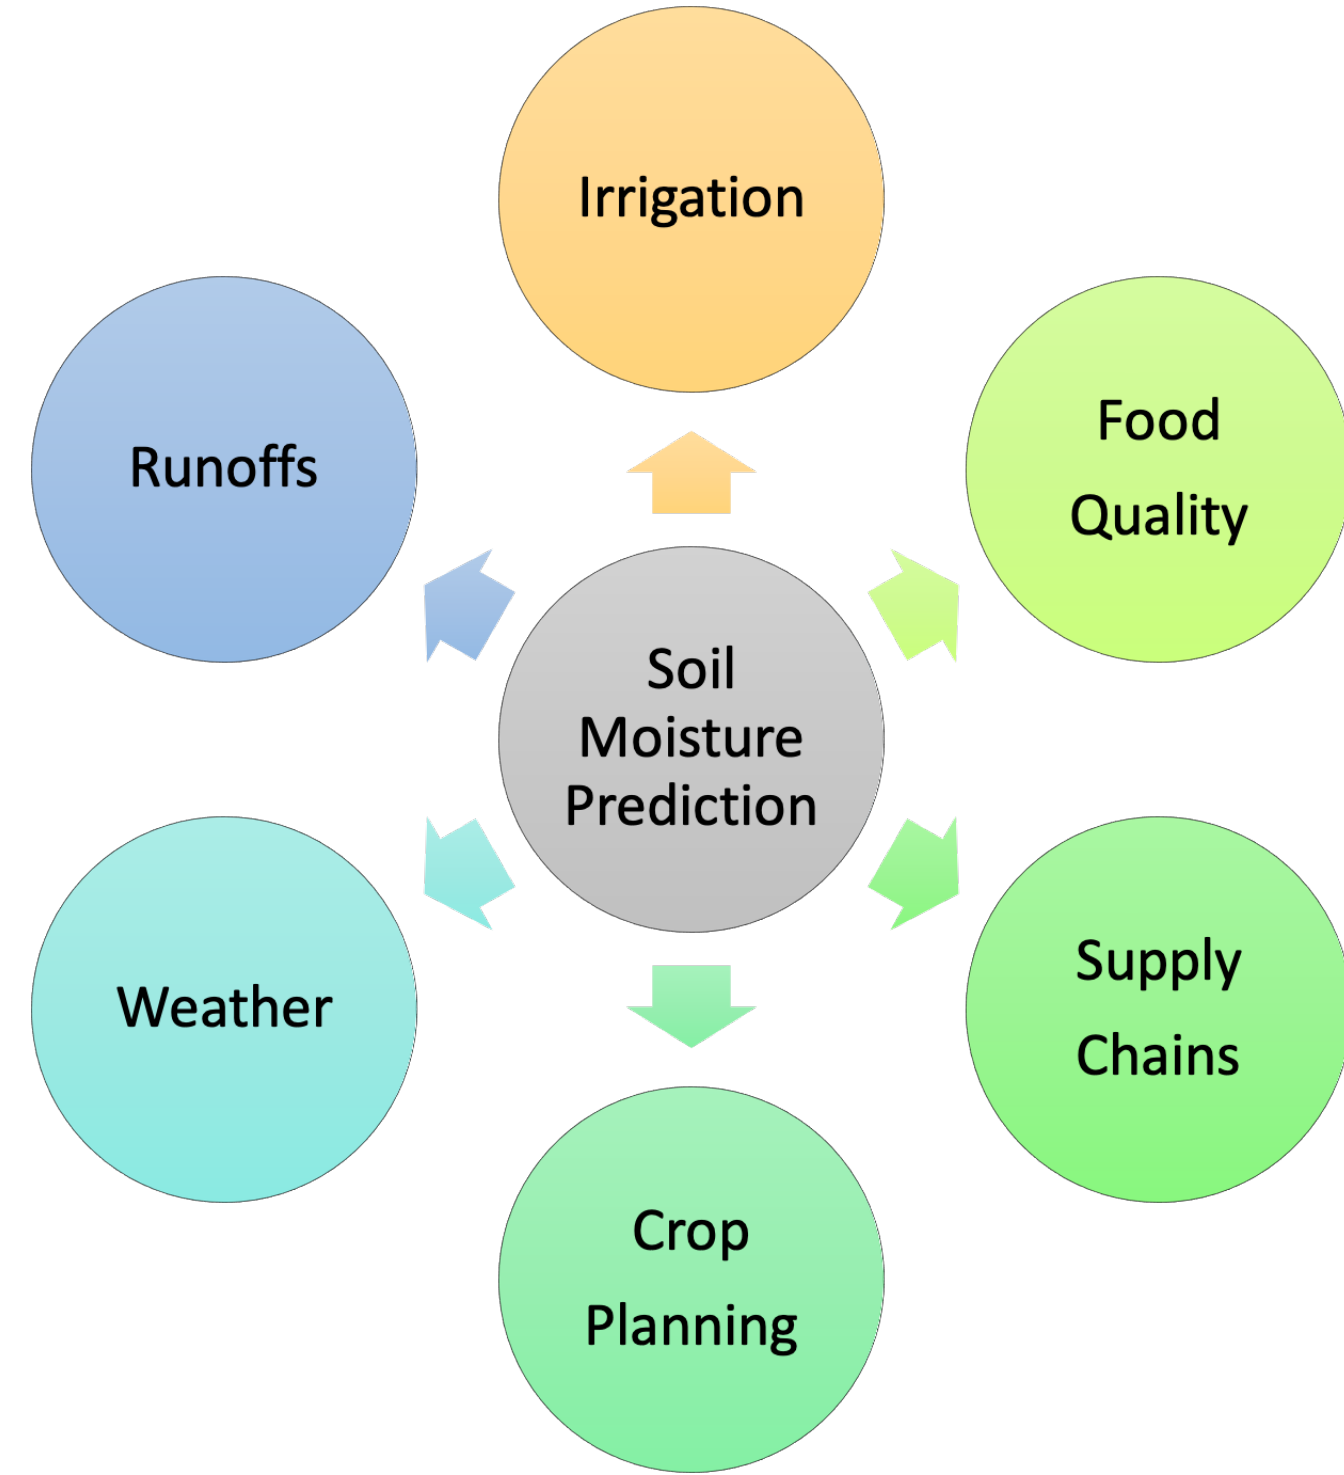 Irrigation
Food
Quality
Supply
Chains
Crop
Planning
Weather
Runoffs
Soil
Moisture
Prediction